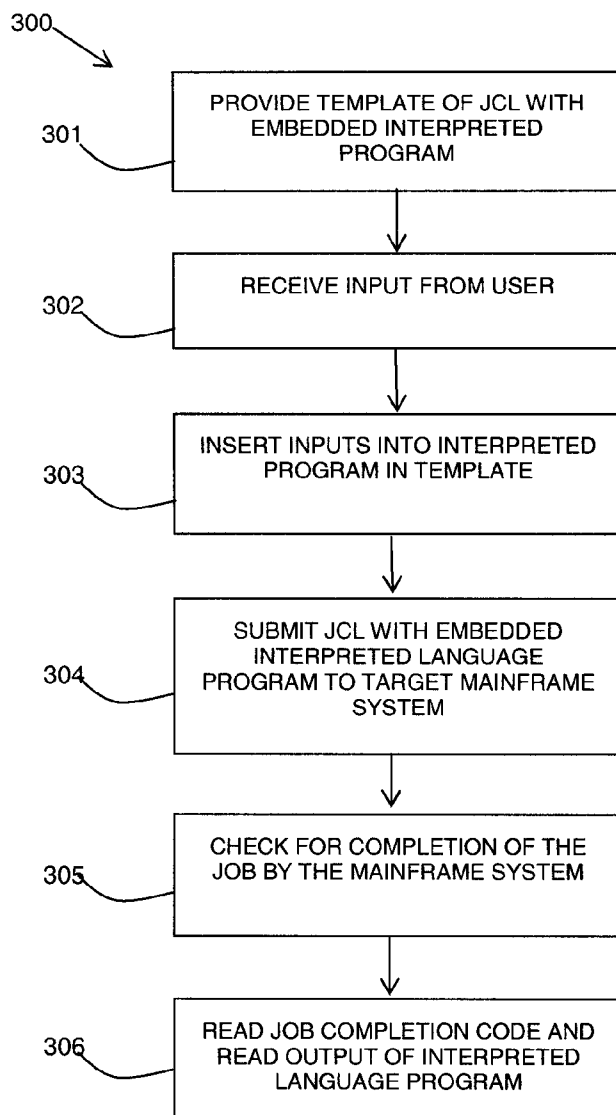 300
PROVIDE TEMPLATE OF JCL WITH
EMBEDDED INTERPRETED
PROGRAM
301
RECEIVE INPUT FROM USER
302
INSERT INPUTS INTO INTERPRETED
PROGRAM IN TEMPLATE
303
SUBMIT JCL WITH EMBEDDED
INTERPRETED LANGUAGE
PROGRAM TO TARGET MAINFRAME
SYSTEM
304
CHECK FOR COMPLETION OF THE
JOB BY THE MAINFRAME SYSTEM
305
READ JOB COMPLETION CODE AND
READ OUTPUT OF INTERPRETED
LANGUAGE PROGRAM
306